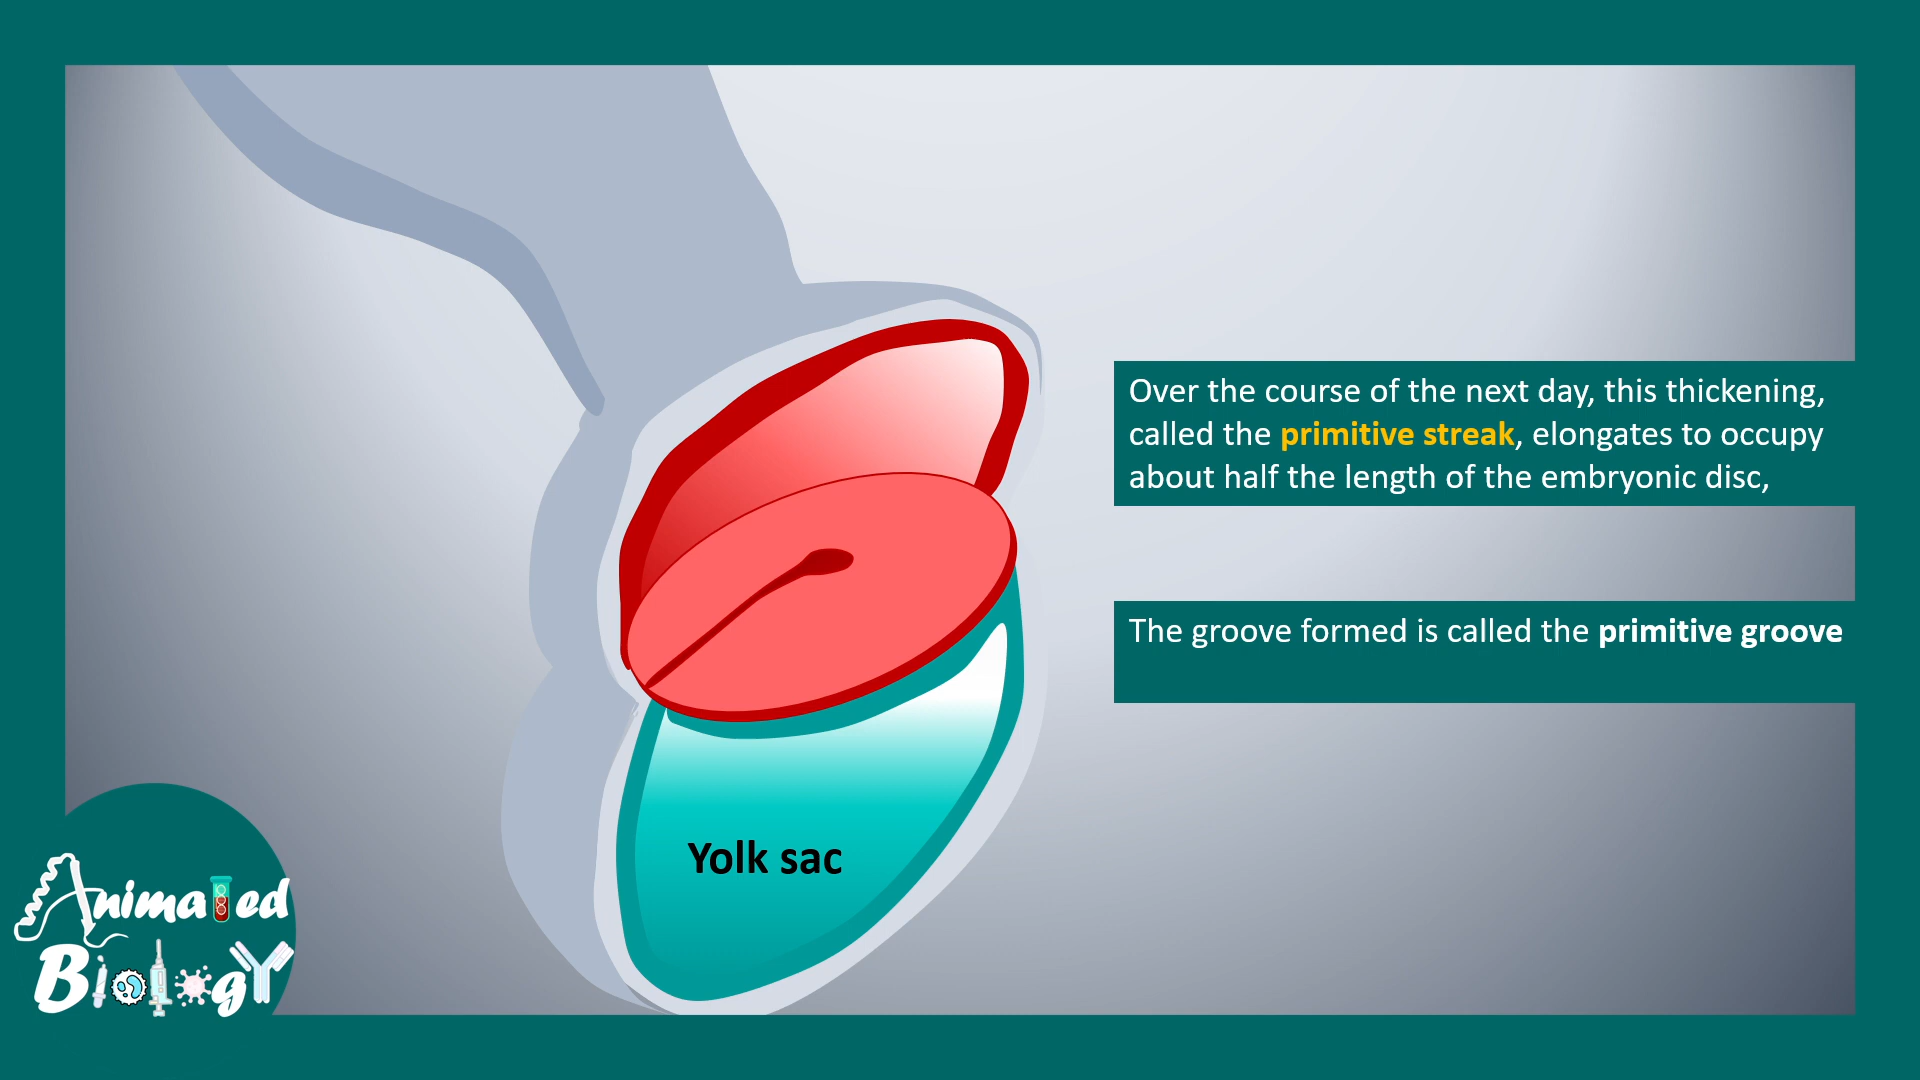 Over the course of the next day, this thickening,
called the primitive streak, elongates to occupy
about half the length of the embryonic disc,
The groove formed is called the primitive groove
Yolk sac
Animated
Biology